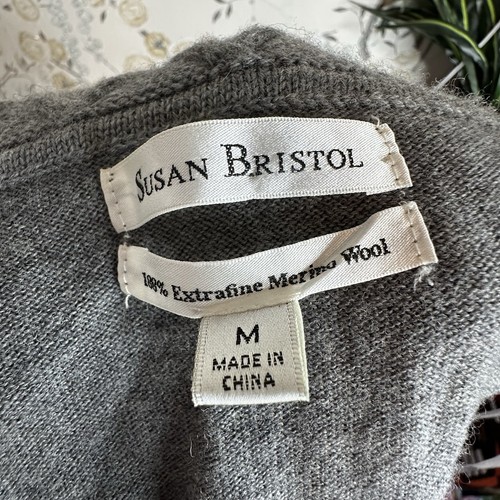 SUSAN BRISTOL
100% Extrafine Merino Wool
M
MADE IN
CHINA